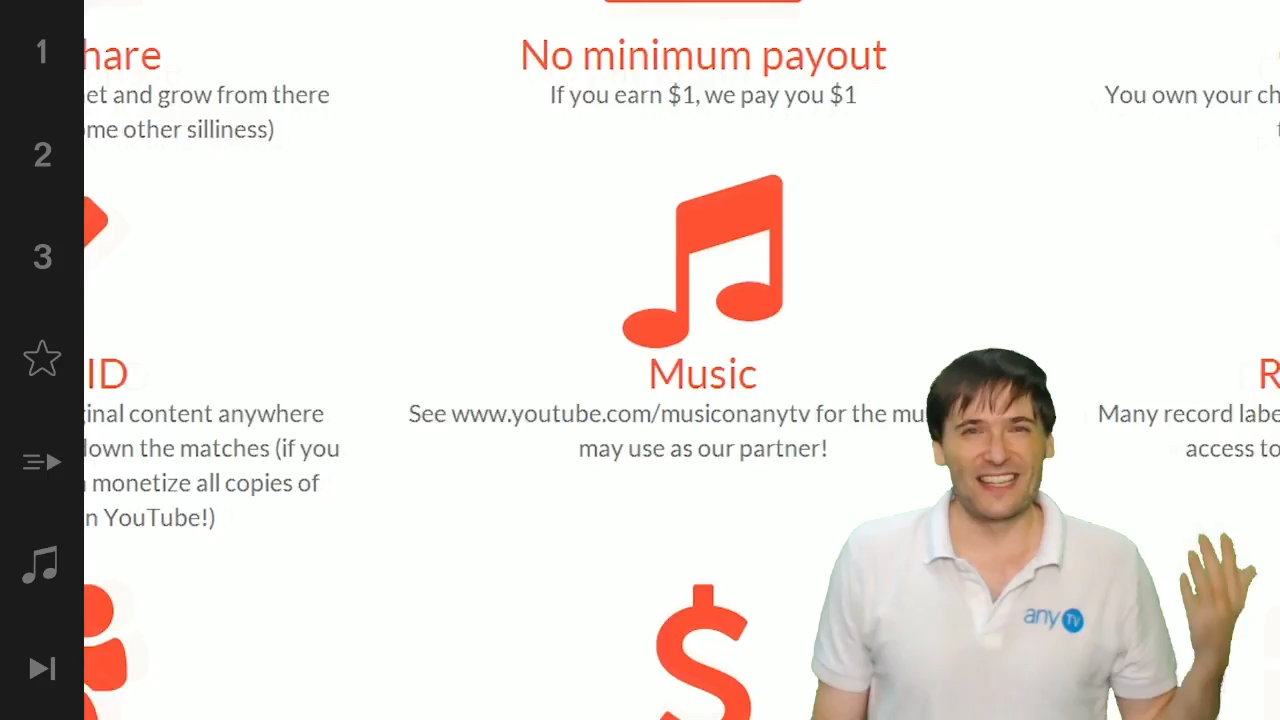 1
2
3
hare
et and grow from there
ome other silliness)
No minimum payout
If you earn $1, we pay you $1
You own your ch
ID
ginal content anywhere
down the matches (if you
monetize all copies of
n YouTube!)
Music
See www.youtube.com/musiconanytv for the mu
may use as our partner!
R
Many record labe
access to
any TV